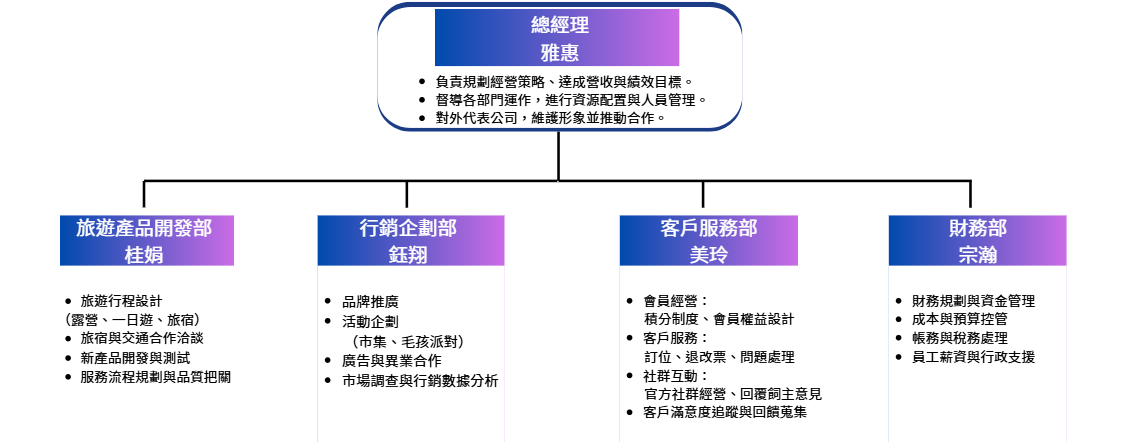 總經理
雅惠
• 負責規劃經營策略、達成營收與績效目標。
• 督導各部門運作，進行資源配置與人員管理。
• 對外代表公司，維護形象並推動合作。
旅遊產品開發部
桂娟
• 旅遊行程設計
（露營、一日遊、旅宿）
• 旅宿與交通合作洽談
• 新產品開發與測試
• 服務流程規劃與品質把關
行銷企劃部
鈺翔
• 品牌推廣
• 活動企劃
（市集、毛孩派對）
• 廣告與異業合作
• 市場調查與行銷數據分析
客戶服務部
美玲
• 會員經營：
積分制度、會員權益設計
• 客戶服務：
訂位、退改票、問題處理
• 社群互動：
官方社群經營、回覆飼主意見
• 客戶滿意度追蹤與回饋蒐集
財務部
宗瀚
• 財務規劃與資金管理
• 成本與預算控管
• 帳務與稅務處理
• 員工薪資與行政支援